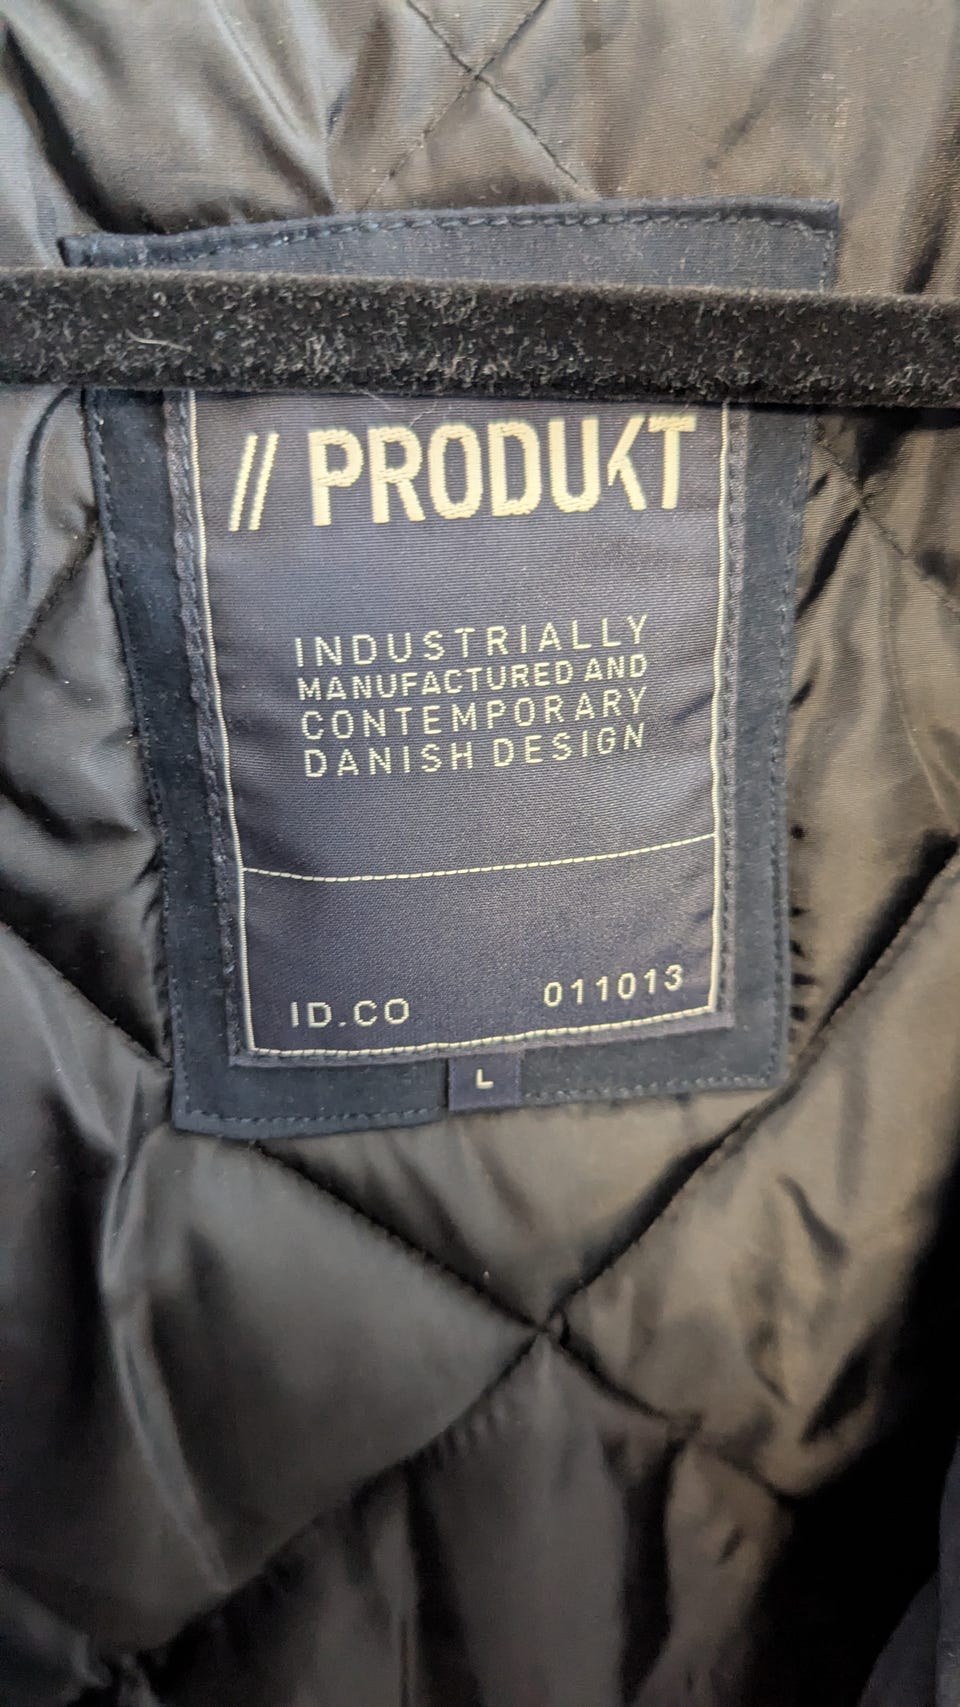 // PRODUKT
INDUSTRIALLY
MANUFACTURED AND
CONTEMPORARY
DANISH DESIGN
ID.CO 011013
L